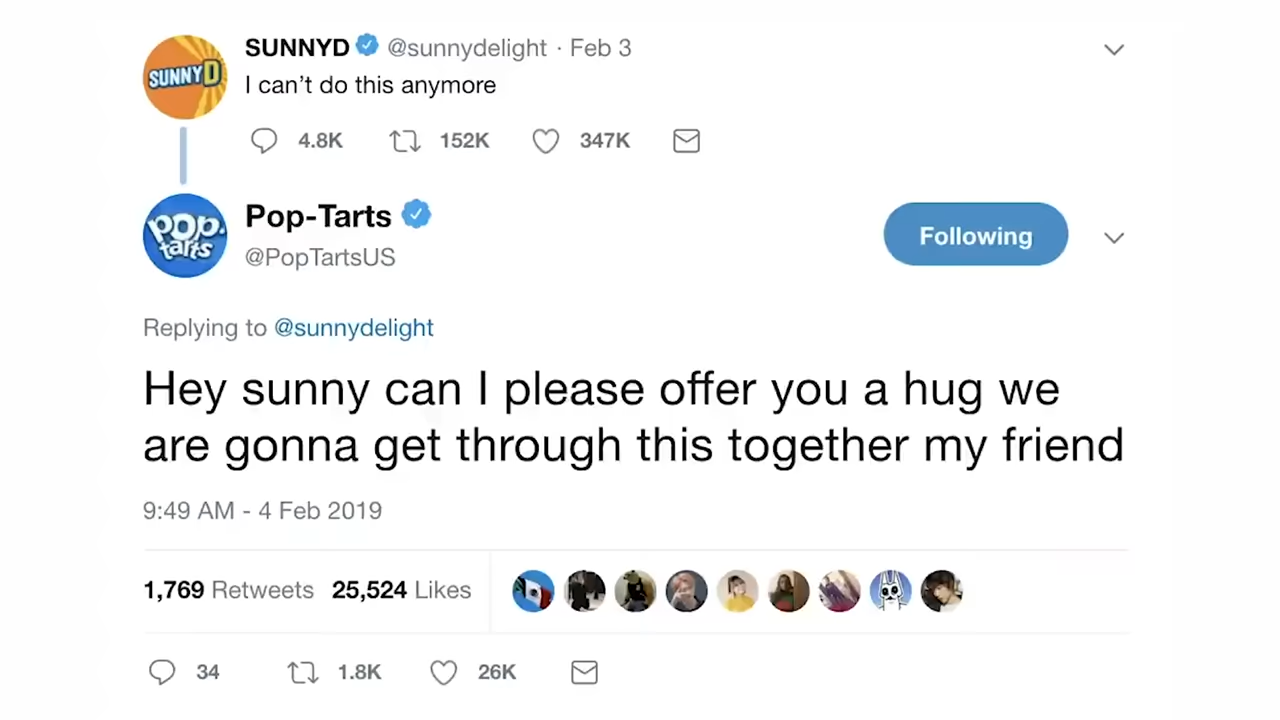 SUNNYD @sunnydelight · Feb 3
SUNNYD
I can’t do this anymore
4.8K 152K 347K
Pop-Tarts
POP.
tarts
@PopTartsUS
Following
Replying to @sunnydelight
Hey sunny can I please offer you a hug we
are gonna get through this together my friend
9:49 AM - 4 Feb 2019
1,769 Retweets 25,524 Likes
34 1.8K 26K